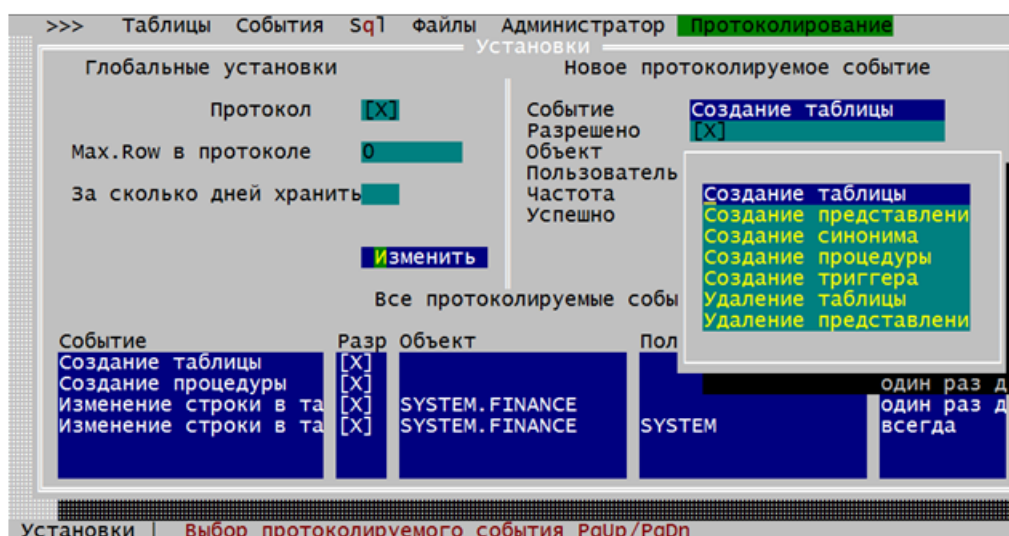 >>> Таблицы События Sql Файлы Администратор Протоколирование
Установки
Глобальные установки
Протокол [X]
Max.Row в протоколе 0
За сколько дней хранить
Изменить
Новое протоколируемое событие
Событие Создание таблицы
Разрешено [X]
Объект
Пользователь
Частота
Успешно
Создание таблицы
Создание представлени
Создание синонима
Создание процедуры
Создание триггера
Удаление таблицы
Удаление представлени
Все протоколируемые собы
Событие Разр Объект Пол
Создание таблицы [X]
Создание процедуры [X] один раз д
Изменение строки в та [X] SYSTEM.FINANCE один раз д
Изменение строки в та [X] SYSTEM.FINANCE SYSTEM всегда
Установки | Выбор протоколируемого события PgUp/PgDn